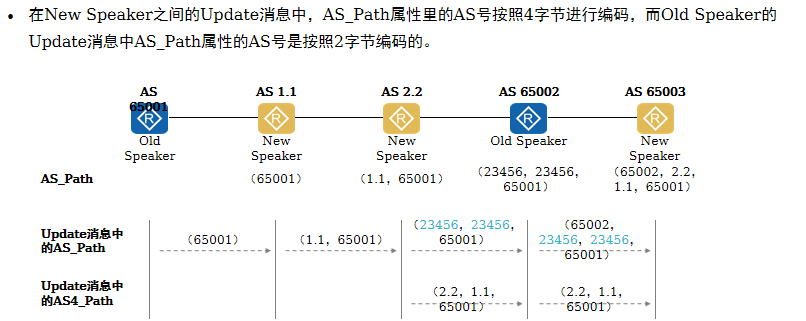 • 在New Speaker之间的Update消息中，AS_Path属性里的AS号按照4字节进行编码，而Old Speaker的
Update消息中AS_Path属性的AS号是按照2字节编码的。
AS 65001
AS 1.1
AS 2.2
AS 65002
AS 65003
R
R
R
R
R
Old Speaker
New Speaker
New Speaker
Old Speaker
New Speaker
AS_Path
（65001）
（1.1，65001）
（23456，23456，
65001）
（65002，2.2，
1.1，65001）
Update消息中
的AS_Path
（65001）
（1.1，65001）
（23456，23456，
65001）
（65002，
23456，23456，
65001）
Update消息中
的AS4_Path
（2.2，1.1，
65001）
（2.2，1.1，
65001）